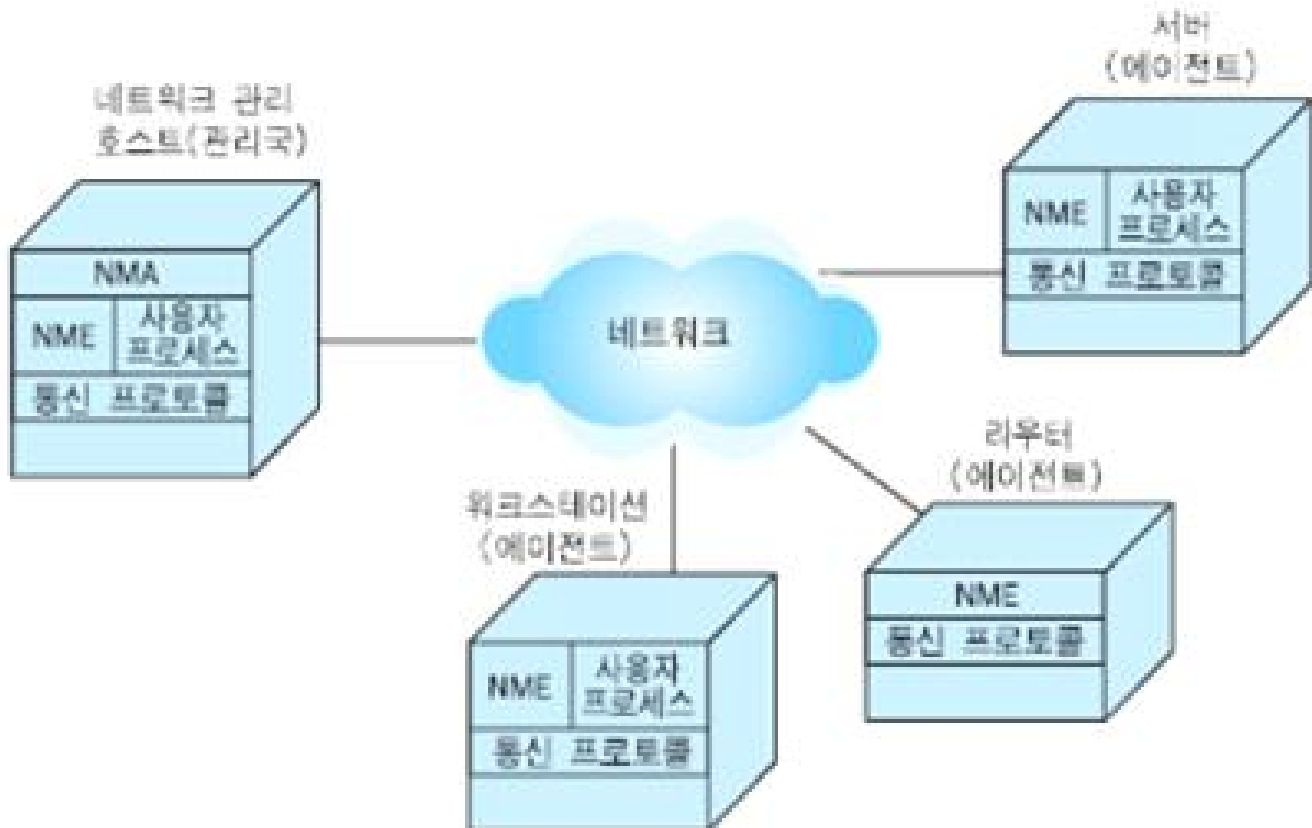 네트워크 관리
호스트(관리국)
NMA
NME
사용자
프로세스
통신 프로토콜
네트워크
서버
(에이전트)
NME
사용자
프로세스
통신 프로토콜
라우터
(에이전트)
NME
통신 프로토콜
워크스테이션
(에이전트)
NME
사용자
프로세스
통신 프로토콜